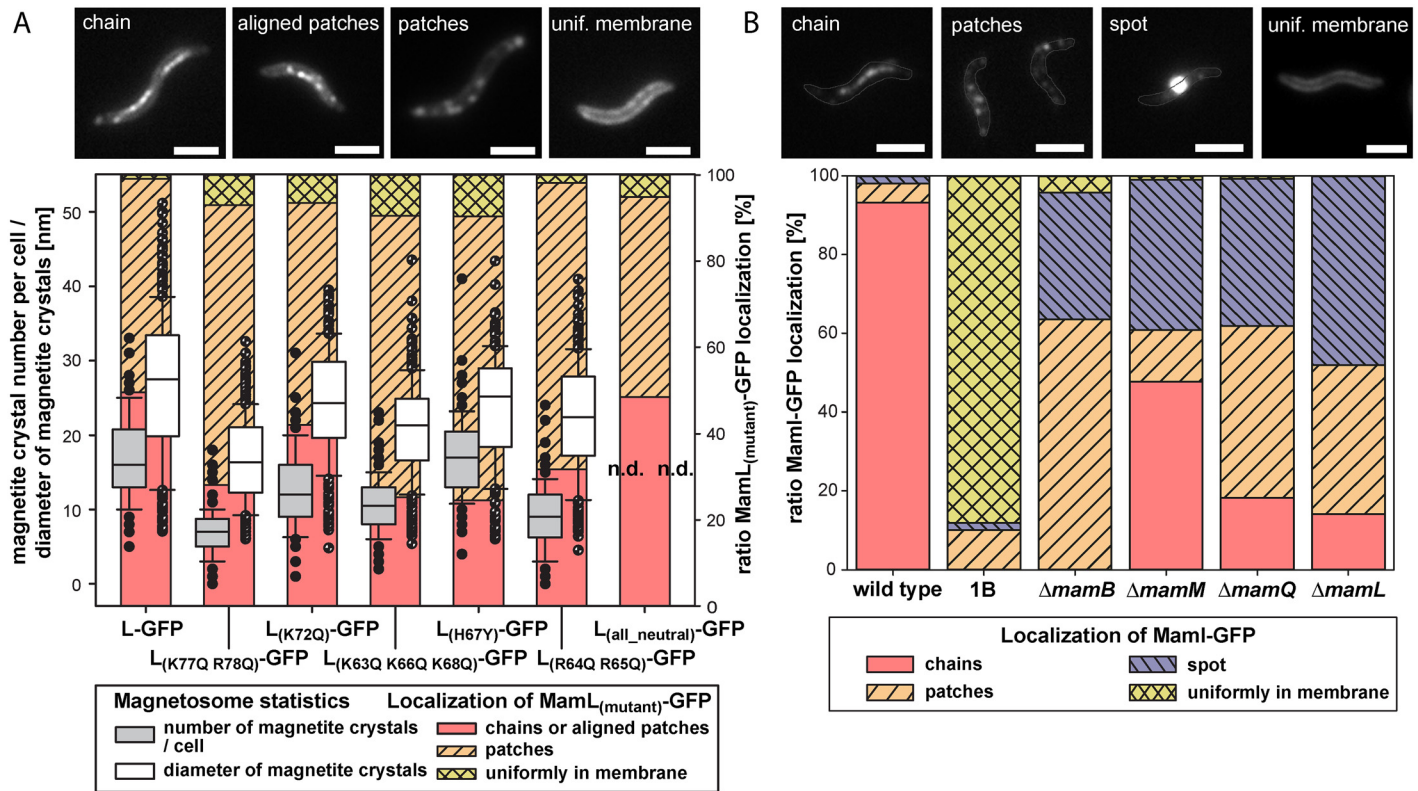 A
chain
aligned patches
patches
unif. membrane
magnetite crystal number per cell /
diameter of magnetite crystals [nm]
50
40
30
20
10
0
n.d.
n.d.
100
80
60
40
20
0
ratio MamL(mutant)-GFP localization [%]
L-GFP
L(K72Q)-GFP
L(H67Y)-GFP
L(all_neutral)-GFP
L(K77Q R78Q)-GFP
L(K63Q K66Q K68Q)-GFP
L(R64Q R65Q)-GFP
Magnetosome statistics
number of magnetite crystals
/ cell
diameter of magnetite crystals
Localization of MamL(mutant)-GFP
chains or aligned patches
patches
uniformly in membrane
B
chain
patches
spot
unif. membrane
ratio MamI-GFP localization [%]
100
80
60
40
20
0
wild type
1B
ΔmamB
ΔmamM
ΔmamQ
ΔmamL
Localization of MamI-GFP
chains
patches
spot
uniformly in membrane